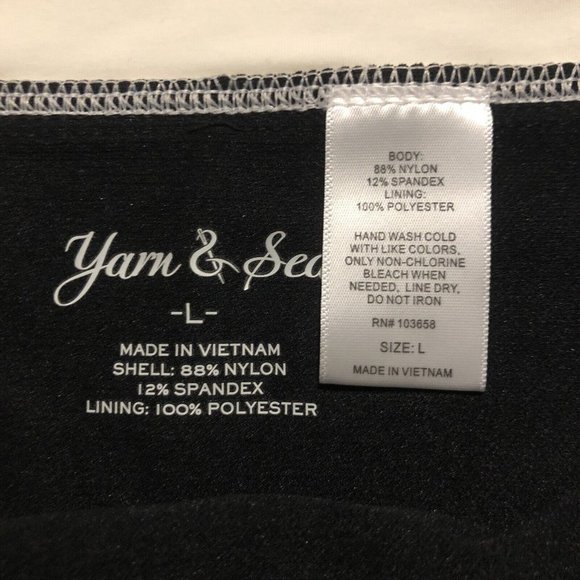 Yarn & Sea
-L-
MADE IN VIETNAM
SHELL: 88% NYLON
12% SPANDEX
LINING: 100% POLYESTER
BODY:
88% NYLON
12% SPANDEX
LINING:
100% POLYESTER
HAND WASH COLD
WITH LIKE COLORS,
ONLY NON-CHLORINE
BLEACH WHEN
NEEDED, LINE DRY,
DO NOT IRON
RN# 103658
SIZE: L
MADE IN VIETNAM